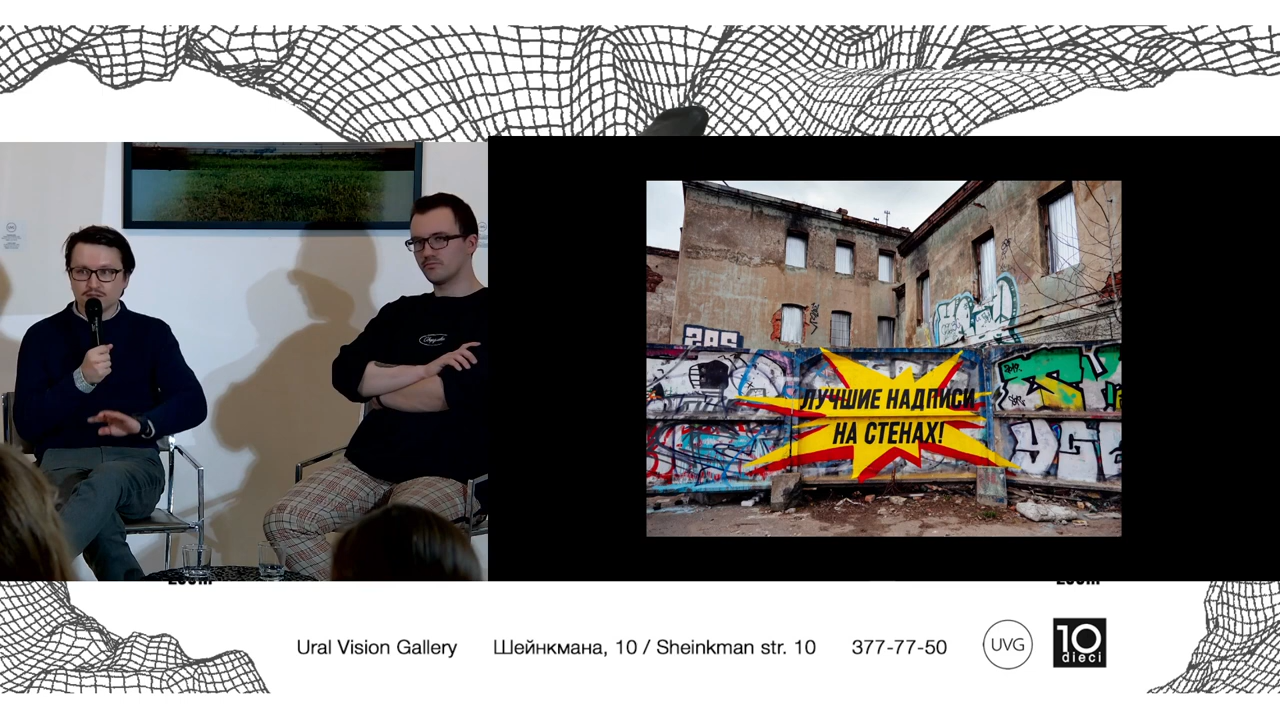 ЛУЧШИЕ НАДПИСИ
НА СТЕНАХ!
Ural Vision Gallery
Шейнкмана, 10 / Sheinkman str. 10
377-77-50
UVG
10
dieci